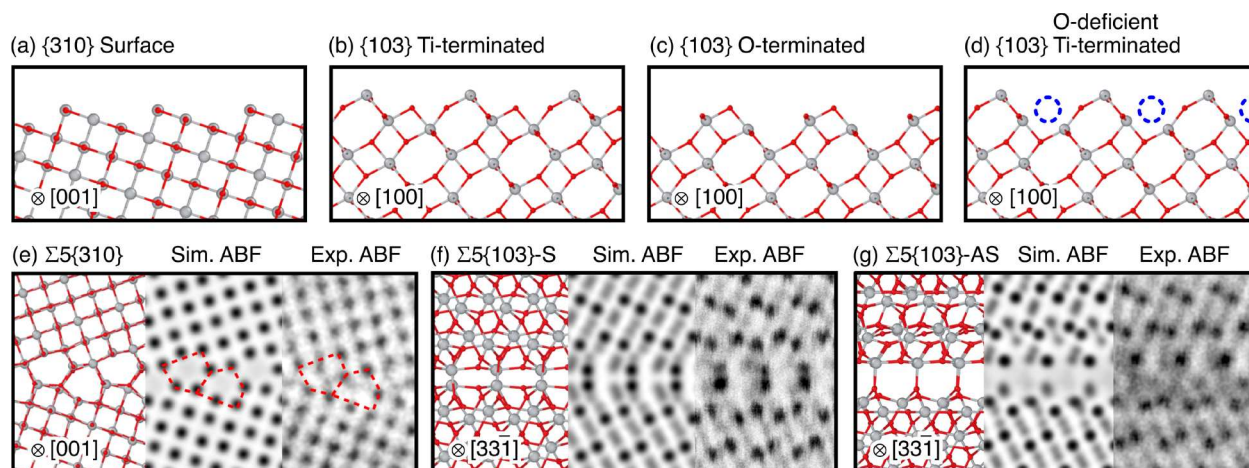 (a) {310} Surface
(b) {103} Ti-terminated
(c) {103} O-terminated
O-deficient
(d) {103} Ti-terminated
⊗ [001]
⊗ [100]
⊗ [100]
⊗ [100]
(e) Σ5{310} Sim. ABF Exp. ABF
(f) Σ5{103}-S Sim. ABF Exp. ABF
(g) Σ5{103}-AS Sim. ABF Exp. ABF
⊗ [001]
⊗ [331̅]
⊗ [331̅]